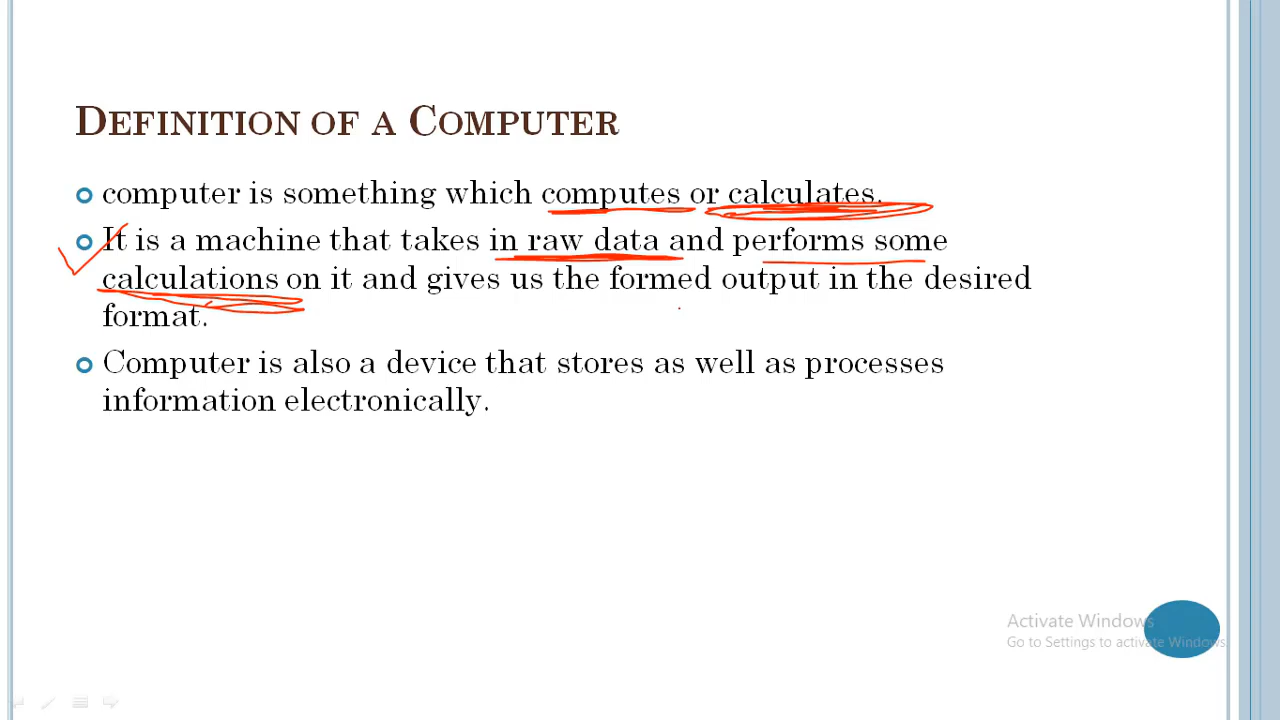 DEFINITION OF A COMPUTER
computer is something which computes or calculates.
It is a machine that takes in raw data and performs some
calculations on it and gives us the formed output in the desired
format.
Computer is also a device that stores as well as processes
information electronically.
Activate Windows
Go to Settings to activate Windows.